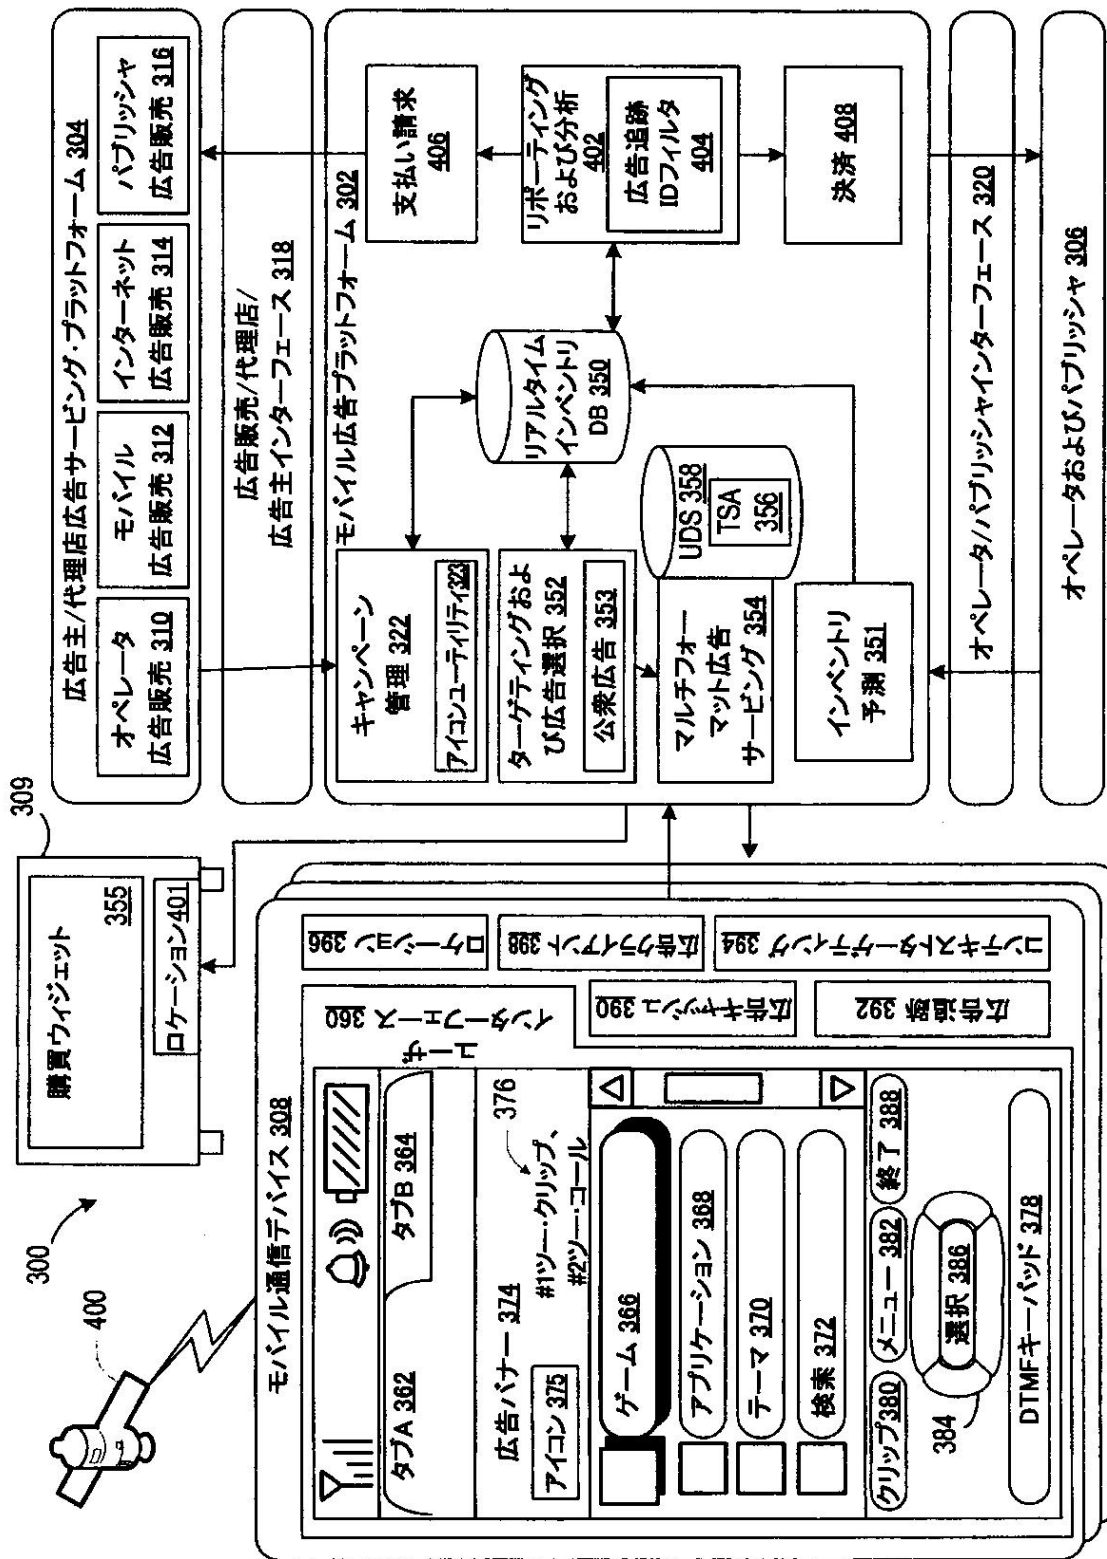 300
400
309
購買ウィジェット
355
ロケーション401
モバイル通信デバイス 308
タブA 362
タブB 364
ユーザ
インターフェース 360
広告バナー 374
アイコン 375
#1ツー・クリップ、
#2ツー・コール
376
ゲーム 366
アプリケーション 368
テーマ 370
検索 372
クリップ380
メニュー 382
終了 388
384
選択 386
DTMFキーパッド 378
広告キャッシュ 390
広告追跡 392
ロケーション 396
広告クライアント 398
コンテキストターゲティング 394
広告主/代理店広告サービング・プラットフォーム 304
オペレータ
広告販売 310
モバイル
広告販売 312
インターネット
広告販売 314
パブリッシャ
広告販売 316
広告販売/代理店/
広告主インターフェース 318
モバイル広告プラットフォーム 302
キャンペーン
管理 322
アイコンユーティリティ323
ターゲティングおよ
び広告選択 352
公衆広告 353
マルチフォー
マット広告
サービング 354
UDS 358
TSA
356
インベントリ
予測 351
リアルタイム
インベントリ
DB 350
支払い請求
406
リポーティング
および分析
402
広告追跡
IDフィルタ
404
決済 408
オペレータ/パブリッシャインターフェース 320
オペレータおよびパブリッシャ 306